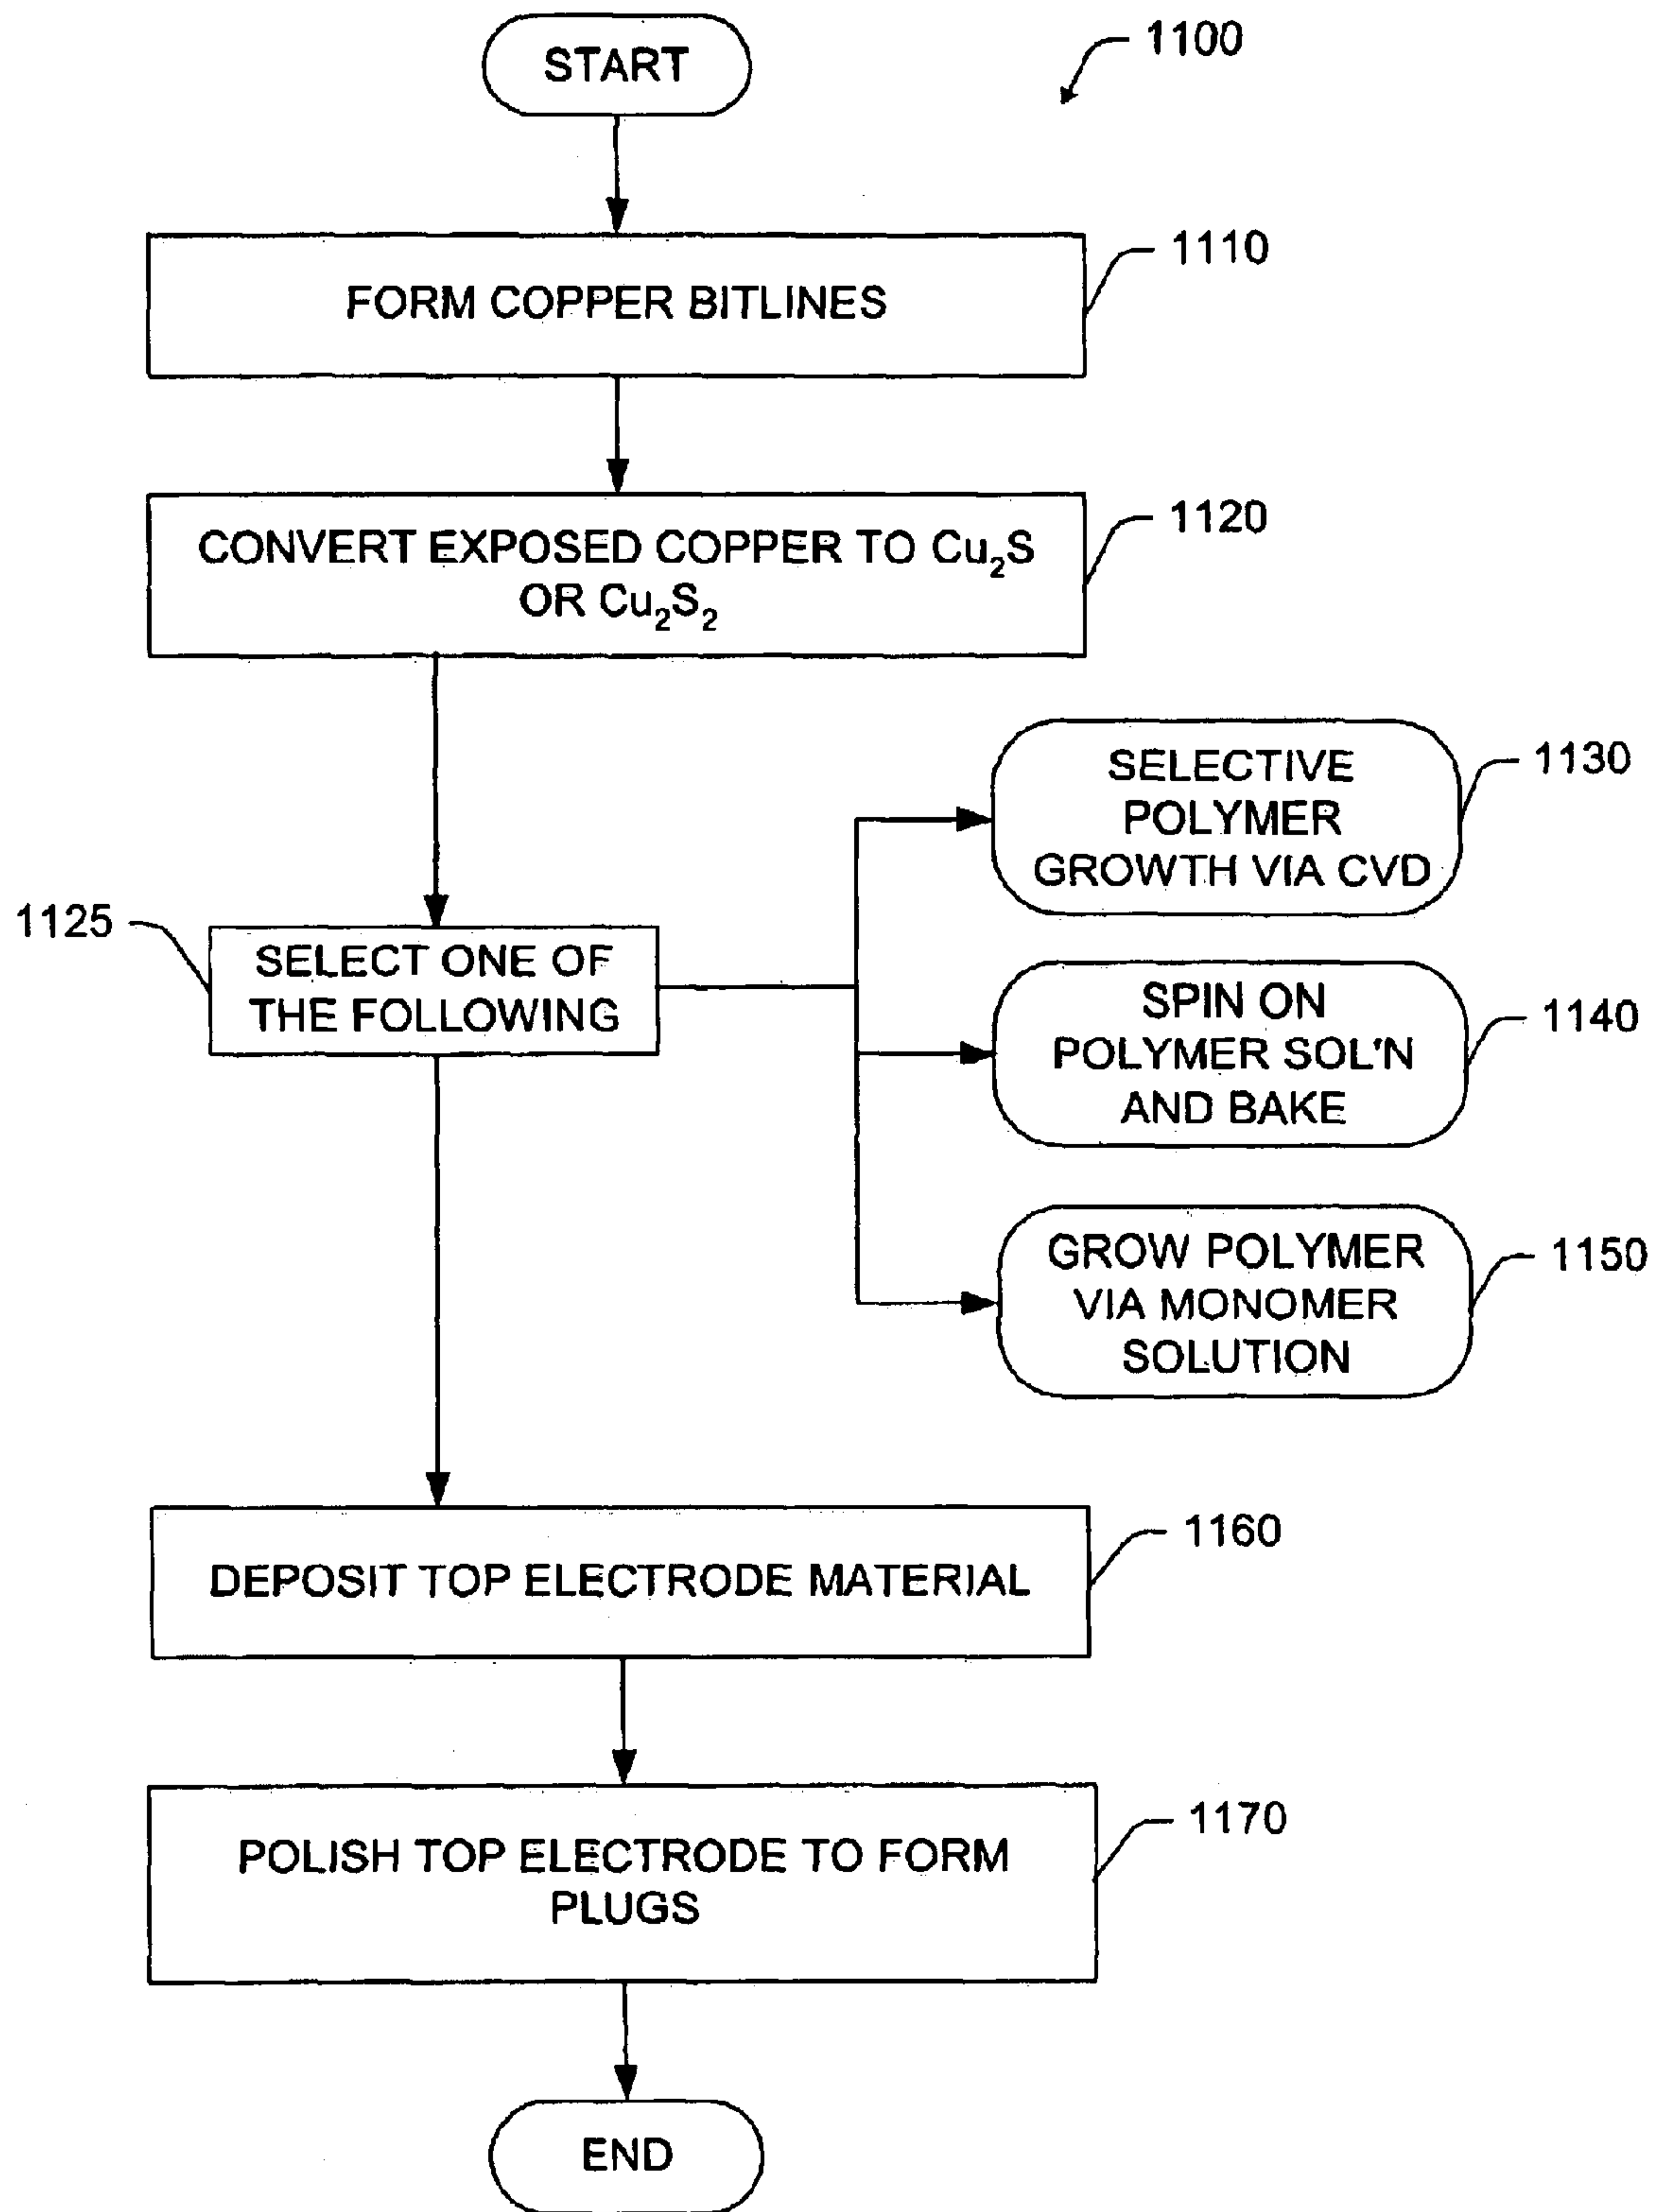 START
1100
FORM COPPER BITLINES
1110
CONVERT EXPOSED COPPER TO Cu₂S
OR Cu₂S₂
1120
1125
SELECT ONE OF
THE FOLLOWING
SELECTIVE
POLYMER
GROWTH VIA CVD
1130
SPIN ON
POLYMER SOL'N
AND BAKE
1140
GROW POLYMER
VIA MONOMER
SOLUTION
1150
DEPOSIT TOP ELECTRODE MATERIAL
1160
POLISH TOP ELECTRODE TO FORM
PLUGS
1170
END